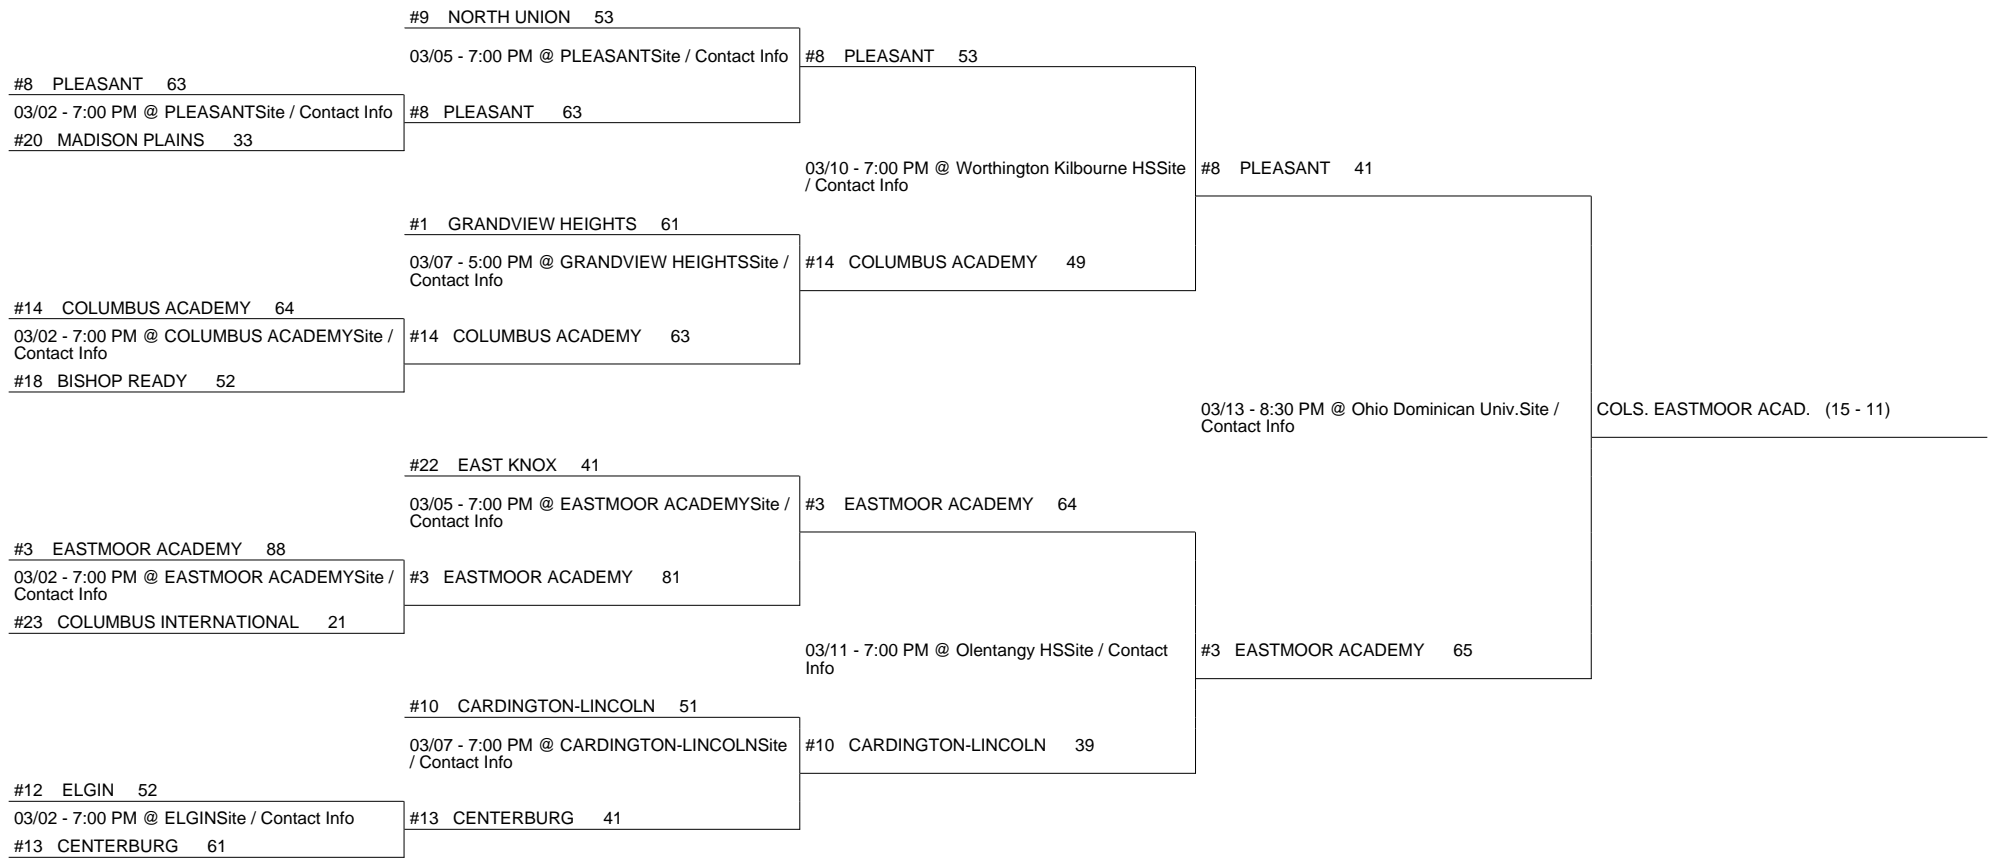 #9 NORTH UNION 53
03/05 - 7:00 PM @ PLEASANTSite / Contact Info
#8 PLEASANT 53
#8 PLEASANT 63
03/02 - 7:00 PM @ PLEASANTSite / Contact Info
#8 PLEASANT 63
#20 MADISON PLAINS 33
03/10 - 7:00 PM @ Worthington Kilbourne HSSite
/ Contact Info
#8 PLEASANT 41
#1 GRANDVIEW HEIGHTS 61
03/07 - 5:00 PM @ GRANDVIEW HEIGHTSSite /
Contact Info
#14 COLUMBUS ACADEMY 49
#14 COLUMBUS ACADEMY 64
03/02 - 7:00 PM @ COLUMBUS ACADEMYSite /
Contact Info
#14 COLUMBUS ACADEMY 63
#18 BISHOP READY 52
03/13 - 8:30 PM @ Ohio Dominican Univ.Site /
Contact Info
COLS. EASTMOOR ACAD. (15 - 11)
#22 EAST KNOX 41
03/05 - 7:00 PM @ EASTMOOR ACADEMYSite /
Contact Info
#3 EASTMOOR ACADEMY 64
#3 EASTMOOR ACADEMY 88
03/02 - 7:00 PM @ EASTMOOR ACADEMYSite /
Contact Info
#3 EASTMOOR ACADEMY 81
#23 COLUMBUS INTERNATIONAL 21
03/11 - 7:00 PM @ Olentangy HSSite / Contact
Info
#3 EASTMOOR ACADEMY 65
#10 CARDINGTON-LINCOLN 51
03/07 - 7:00 PM @ CARDINGTON-LINCOLNSite
/ Contact Info
#10 CARDINGTON-LINCOLN 39
#12 ELGIN 52
03/02 - 7:00 PM @ ELGINSite / Contact Info
#13 CENTERBURG 41
#13 CENTERBURG 61